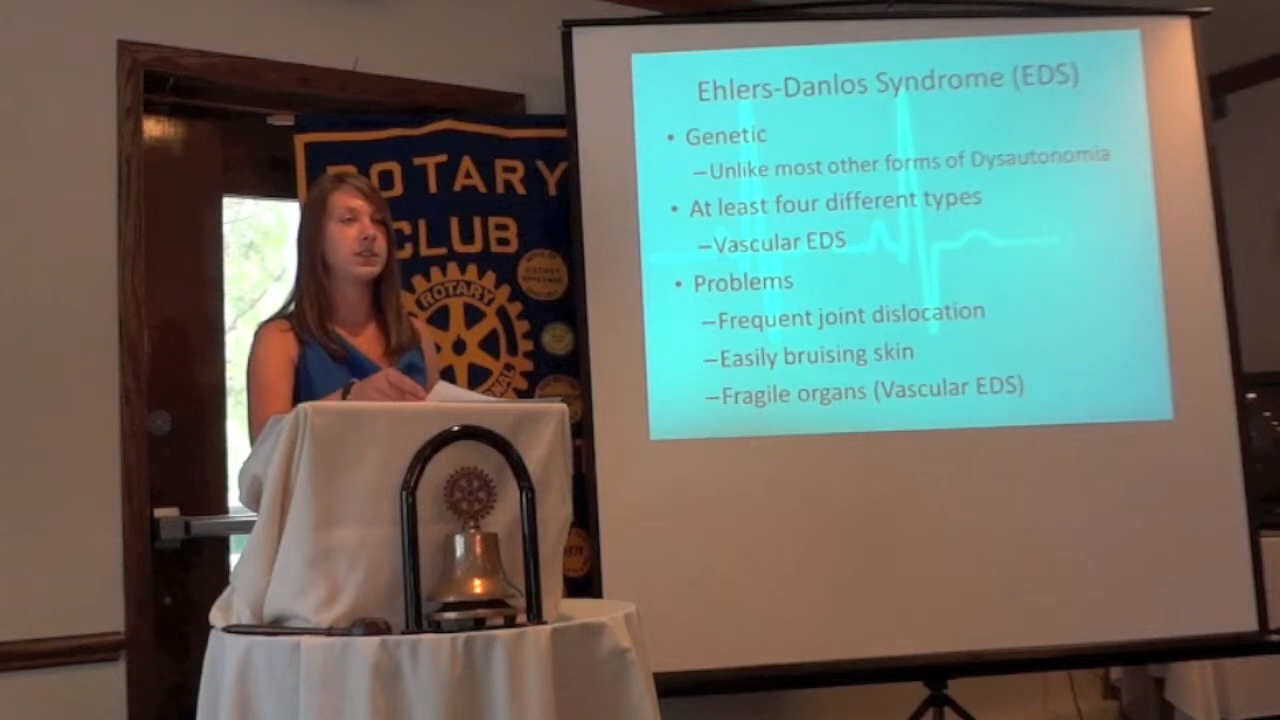 Ehlers-Danlos Syndrome (EDS)
• Genetic
–Unlike most other forms of Dysautonomia
• At least four different types
–Vascular EDS
• Problems
–Frequent joint dislocation
–Easily bruising skin
–Fragile organs (Vascular EDS)
ROTARY
CLUB
ROTARY